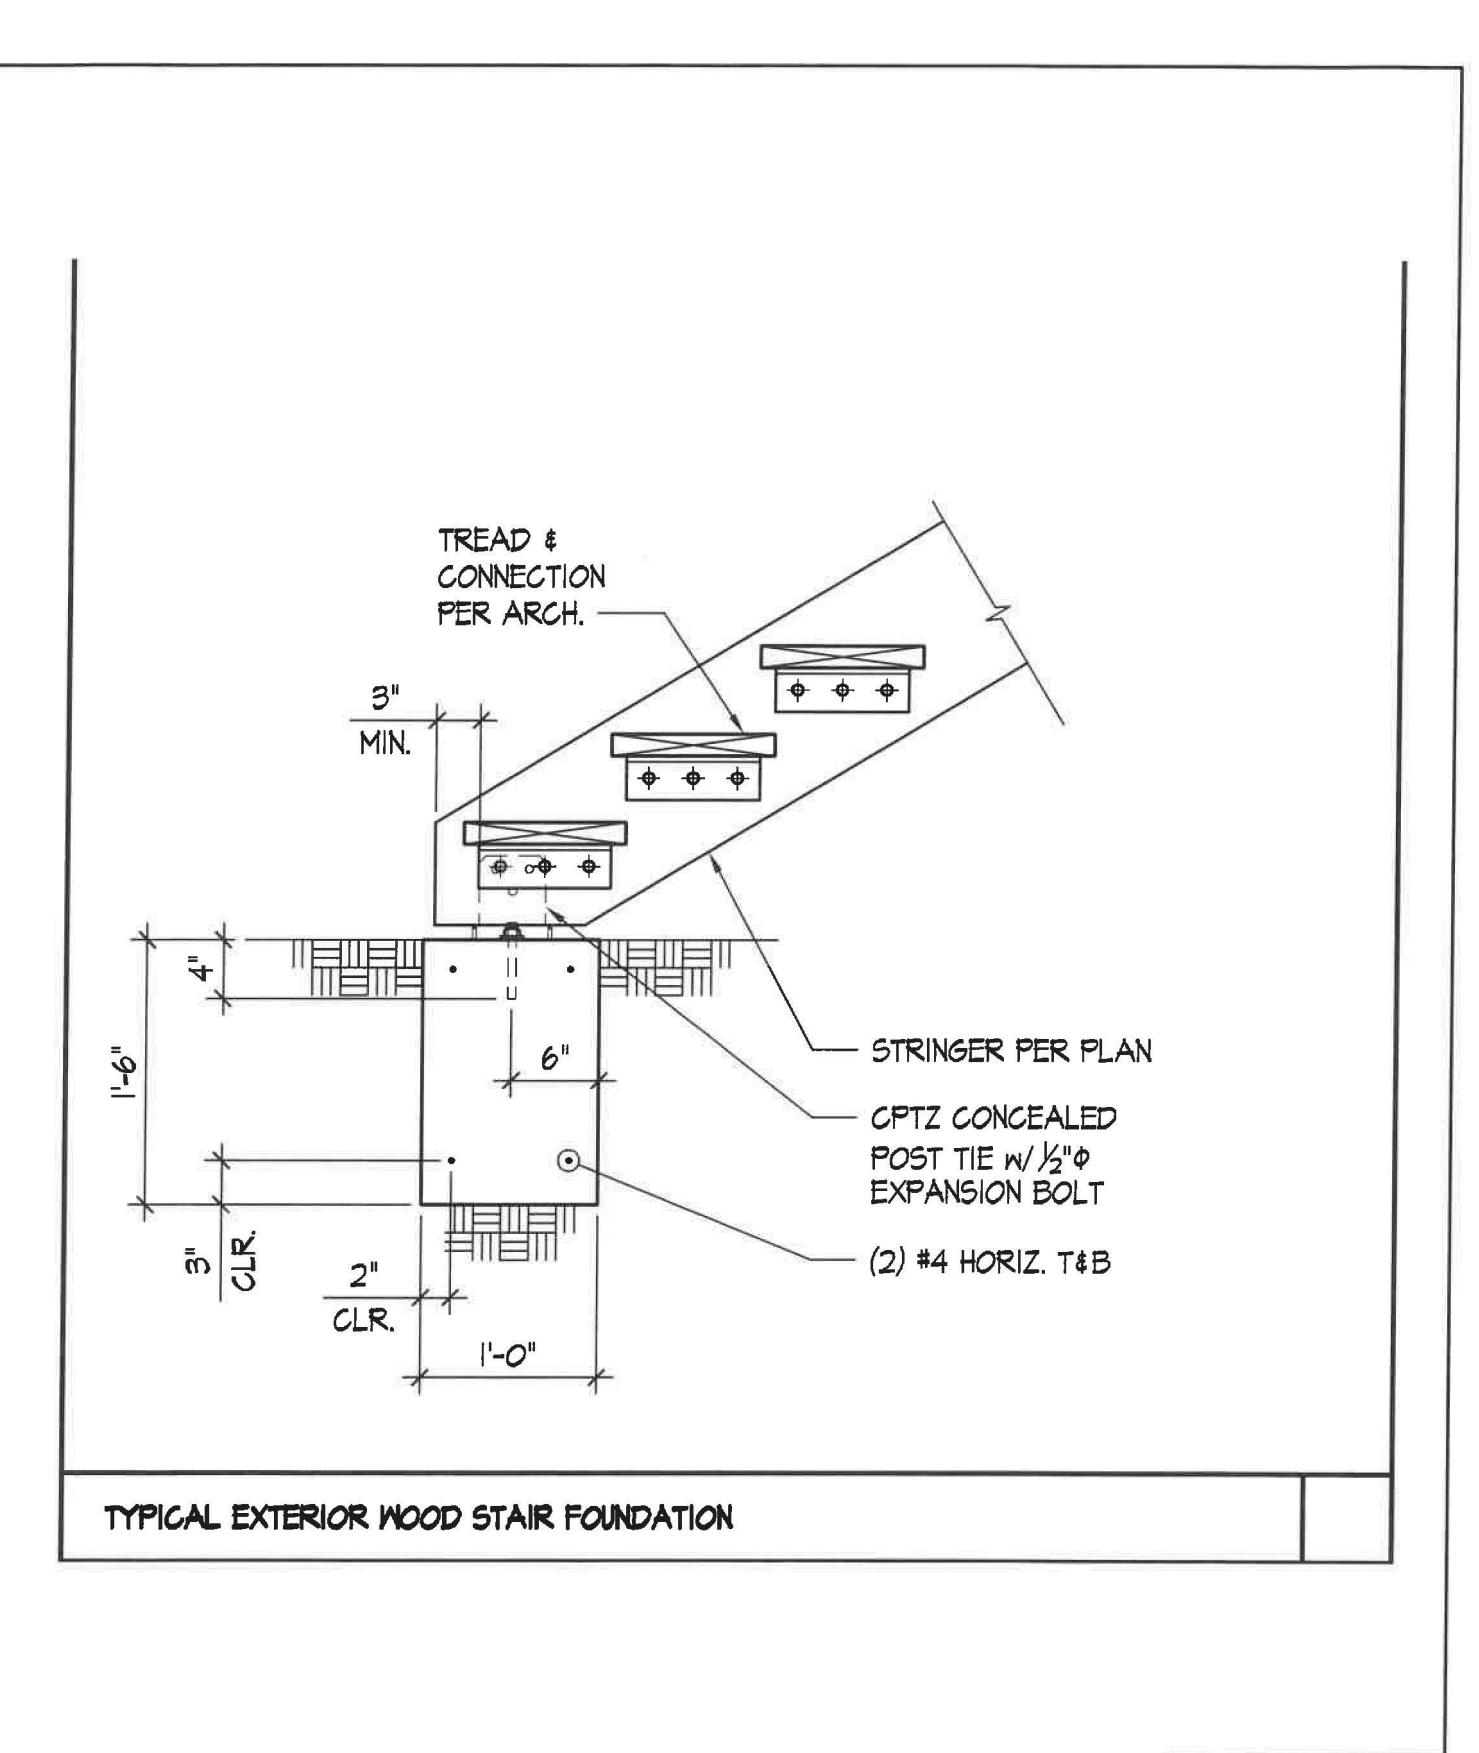 TREAD &
CONNECTION
PER ARCH.
3"
MIN.
4"
1'-6"
6"
STRINGER PER PLAN
CPTZ CONCEALED
POST TIE W/ ½"Φ
EXPANSION BOLT
3"
CLR.
(2) #4 HORIZ. T&B
2"
CLR.
1'-0"
TYPICAL EXTERIOR WOOD STAIR FOUNDATION